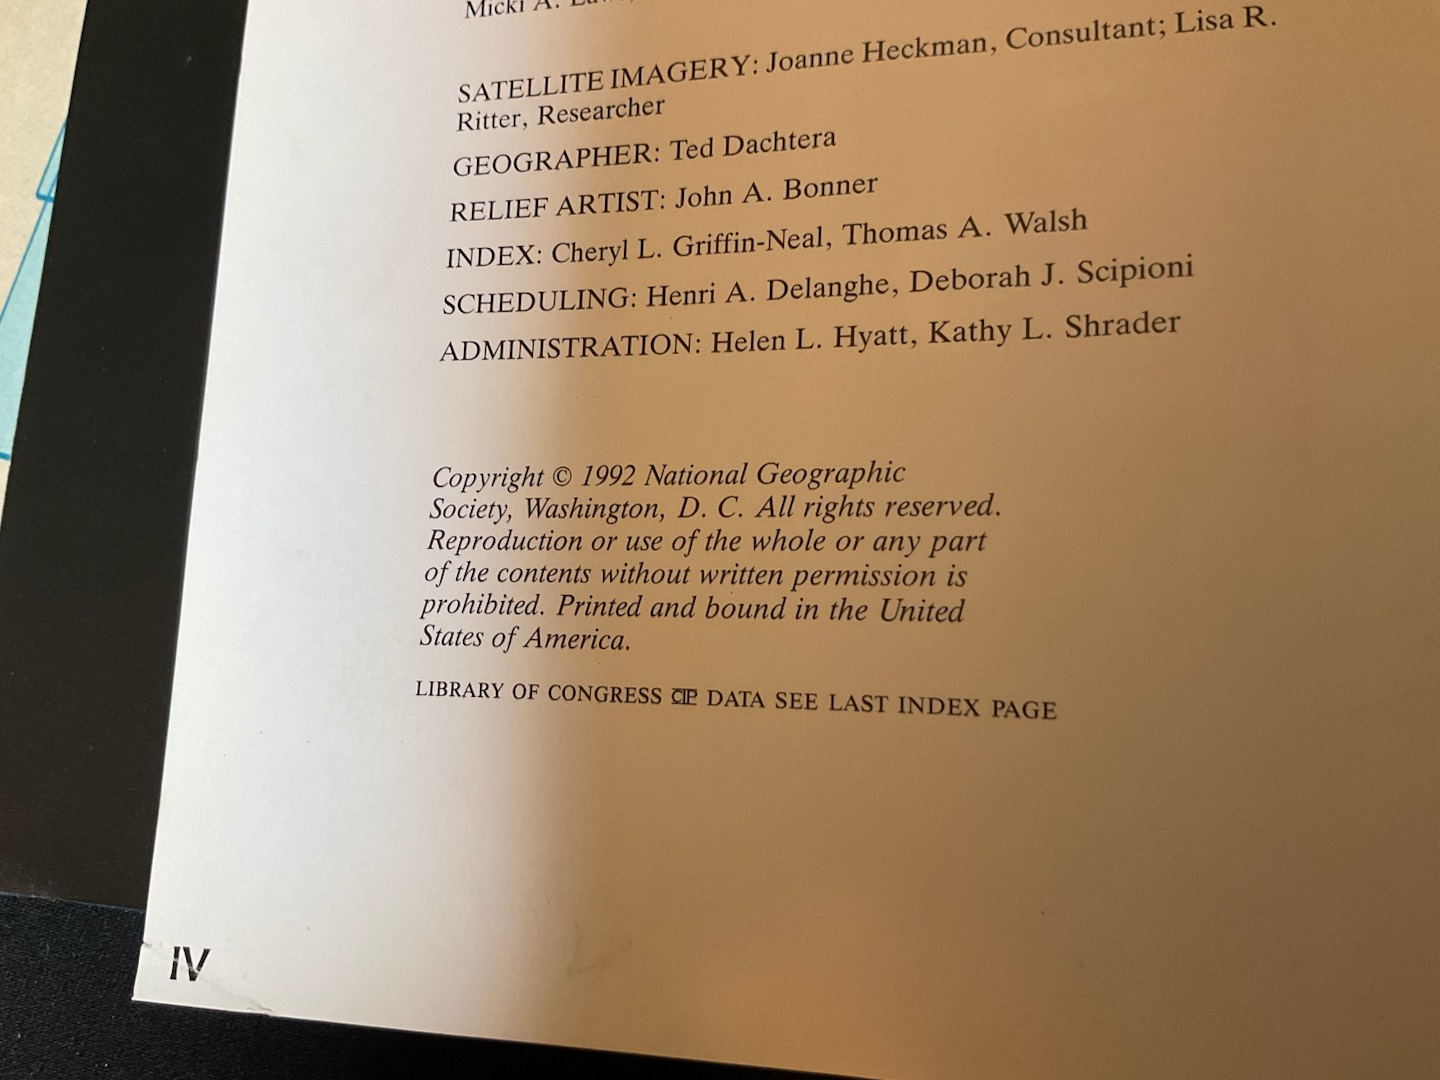 Micki A.
SATELLITE IMAGERY: Joanne Heckman, Consultant; Lisa R.
Ritter, Researcher
GEOGRAPHER: Ted Dachtera
RELIEF ARTIST: John A. Bonner
INDEX: Cheryl L. Griffin-Neal, Thomas A. Walsh
SCHEDULING: Henri A. Delanghe, Deborah J. Scipioni
ADMINISTRATION: Helen L. Hyatt, Kathy L. Shrader
Copyright © 1992 National Geographic
Society, Washington, D. C. All rights reserved.
Reproduction or use of the whole or any part
of the contents without written permission is
prohibited. Printed and bound in the United
States of America.
LIBRARY OF CONGRESS CIP DATA SEE LAST INDEX PAGE
IV